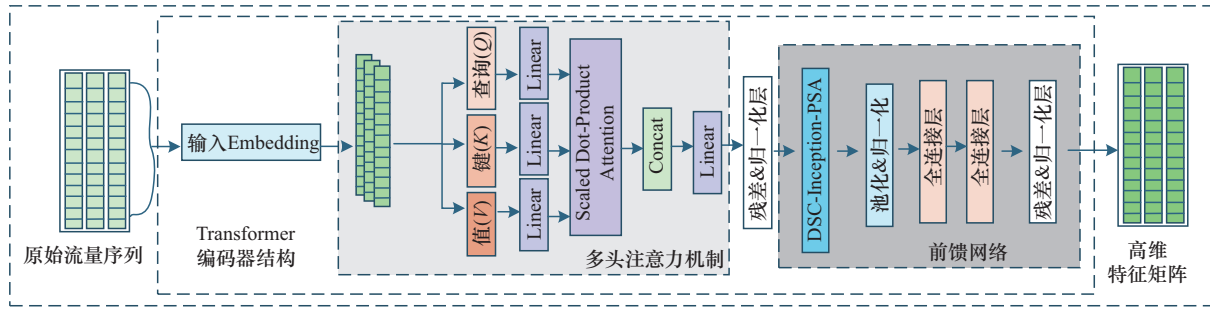 原始流量序列
输入Embedding
Transformer
编码器结构
查询(Q)
键(K)
值(V)
Linear
Linear
Linear
Scaled Dot-Product
Attention
Concat
Linear
多头注意力机制
残差&归一化层
DSC-Inception-PSA
池化&归一化
全连接层
全连接层
残差&归一化层
前馈网络
高维
特征矩阵